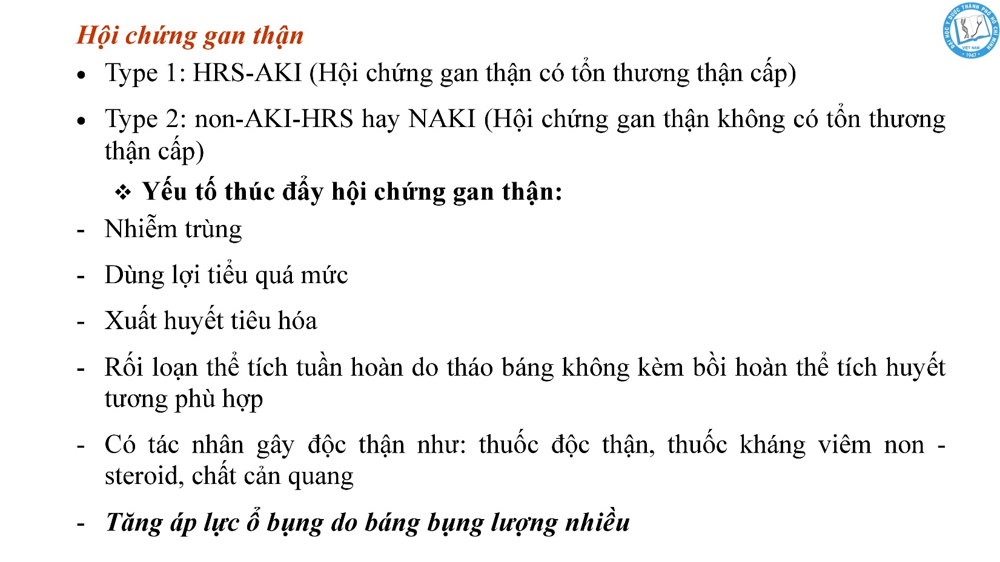 Hội chứng gan thận
• Type 1: HRS-AKI (Hội chứng gan thận có tổn thương thận cấp)
• Type 2: non-AKI-HRS hay NAKI (Hội chứng gan thận không có tổn thương
thận cấp)
❖ Yếu tố thúc đẩy hội chứng gan thận:
- Nhiễm trùng
- Dùng lợi tiểu quá mức
- Xuất huyết tiêu hóa
- Rối loạn thể tích tuần hoàn do tháo báng không kèm bồi hoàn thể tích huyết
tương phù hợp
- Có tác nhân gây độc thận như: thuốc độc thận, thuốc kháng viêm non -
steroid, chất cản quang
- Tăng áp lực ổ bụng do báng bụng lượng nhiều
ĐẠI HỌC Y DƯỢC THÀNH PHỐ HỒ CHÍ MINH
VIỆT NAM
• 1947 •